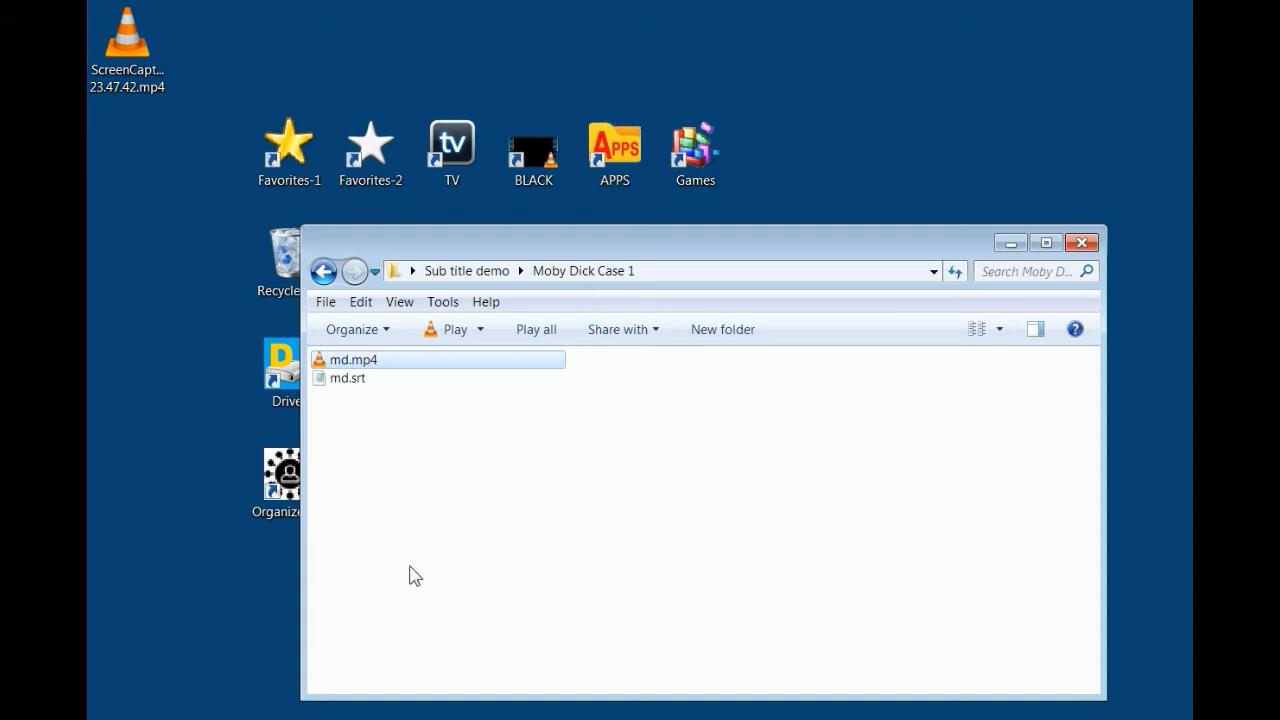 ScreenCapt...
23.47.42.mp4
tv
APPS
Favorites-1
Favorites-2
TV
BLACK
APPS
Games
Recycle
Sub title demo
Moby Dick Case 1
Search Moby D...
File
Edit
View
Tools
Help
Organize
Play
Play all
Share with
New folder
?
md.mp4
md.srt
D
Drive
Organize